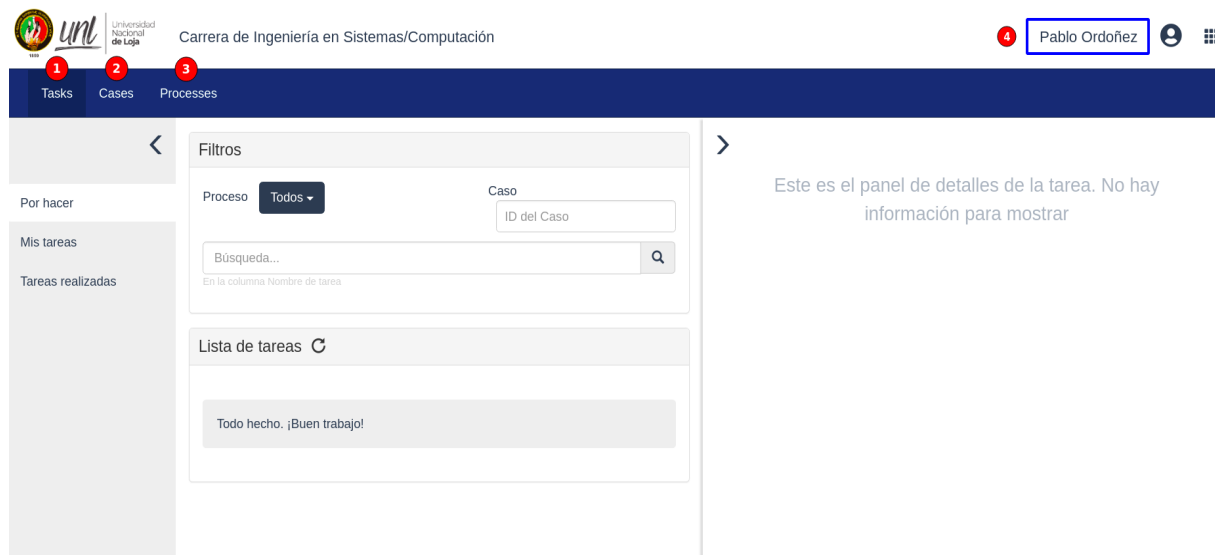 1859
unl
Universidad
Nacional
de Loja
Carrera de Ingeniería en Sistemas/Computación
4
Pablo Ordoñez
1
2
3
Tasks
Cases
Processes
Por hacer
Mis tareas
Tareas realizadas
Filtros
Proceso
Todos
Caso
ID del Caso
Búsqueda...
En la columna Nombre de tarea
Lista de tareas
Todo hecho. ¡Buen trabajo!
Este es el panel de detalles de la tarea. No hay
información para mostrar